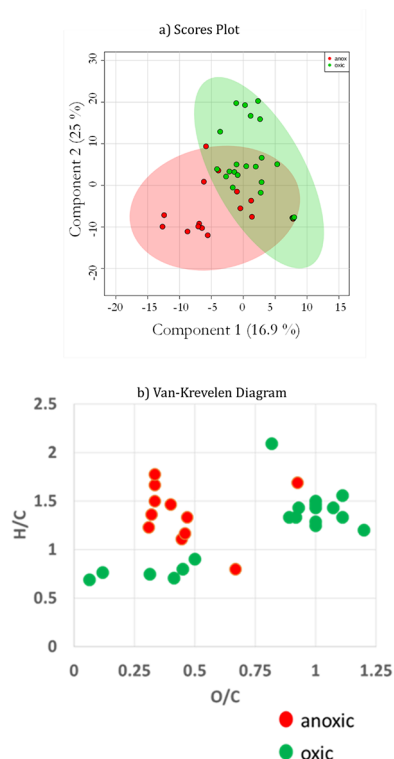 a) Scores Plot
anox
oxic
Component 2 (25 %)
30
20
10
0
-10
-20
-20 -15 -10 -5 0 5 10 15
Component 1 (16.9 %)
b) Van-Krevelen Diagram
H/C
2.5
2
1.5
1
0.5
0
0 0.25 0.5 0.75 1 1.25
O/C
anoxic
oxic